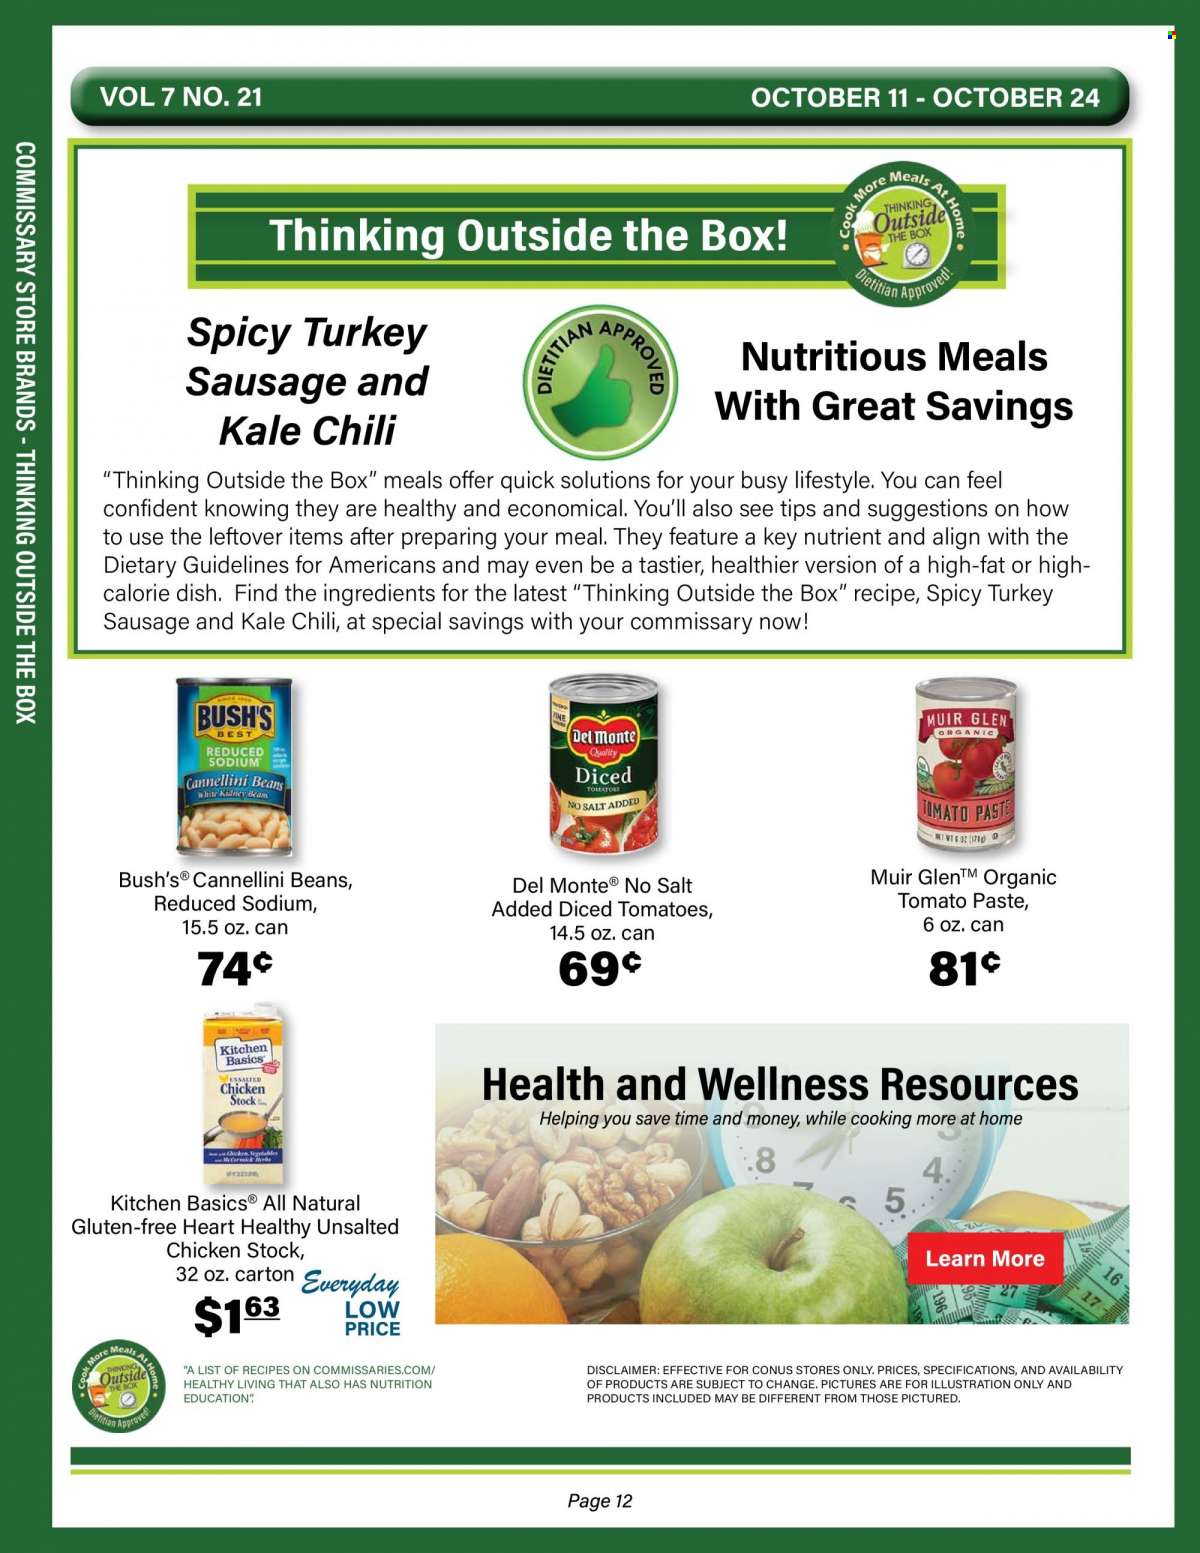 VOL 7 NO. 21
OCTOBER 11 - OCTOBER 24
COMMISSARY STORE BRANDS - THINKING OUTSIDE THE BOX
Thinking Outside the Box!
Cook More Meals At Home
THINKING
Outside
THE BOX
Dietitian Approved!
Spicy Turkey
Sausage and
Kale Chili
DIETITIAN APPROVED
Nutritious Meals
With Great Savings
“Thinking Outside the Box” meals offer quick solutions for your busy lifestyle. You can feel
confident knowing they are healthy and economical. You’ll also see tips and suggestions on how
to use the leftover items after preparing your meal. They feature a key nutrient and align with the
Dietary Guidelines for Americans and may even be a tastier, healthier version of a high-fat or high-
calorie dish. Find the ingredients for the latest “Thinking Outside the Box” recipe, Spicy Turkey
Sausage and Kale Chili, at special savings with your commissary now!
BUSH'S
BEST
REDUCED
SODIUM
Cannellini Beans
White Kidney Beans
Del Monte
Quality
Diced
TOMATOES
NO SALT ADDED
MUIR GLEN
ORGANIC
TOMATO PASTE
NET WT 6 OZ (170g)
Bush’s® Cannellini Beans,
Reduced Sodium,
15.5 oz. can
74¢
Del Monte® No Salt
Added Diced Tomatoes,
14.5 oz. can
69¢
Muir Glen™ Organic
Tomato Paste,
6 oz. can
81¢
Kitchen
Basics
UNSALTED
Chicken
Stock
Kitchen Basics® All Natural
Gluten-free Heart Healthy Unsalted
Chicken Stock,
32 oz. carton
$1.63
Everyday
LOW
PRICE
Health and Wellness Resources
Helping you save time and money, while cooking more at home
8
7
6
5
4
Learn More
Cook More Meals At Home
THINKING
Outside
THE BOX
Dietitian Approved!
“A LIST OF RECIPES ON COMMISSARIES.COM/
HEALTHY LIVING THAT ALSO HAS NUTRITION
EDUCATION”.
DISCLAIMER: EFFECTIVE FOR CONUS STORES ONLY. PRICES, SPECIFICATIONS, AND AVAILABILITY
OF PRODUCTS ARE SUBJECT TO CHANGE. PICTURES ARE FOR ILLUSTRATION ONLY AND
PRODUCTS INCLUDED MAY BE DIFFERENT FROM THOSE PICTURED.
Page 12